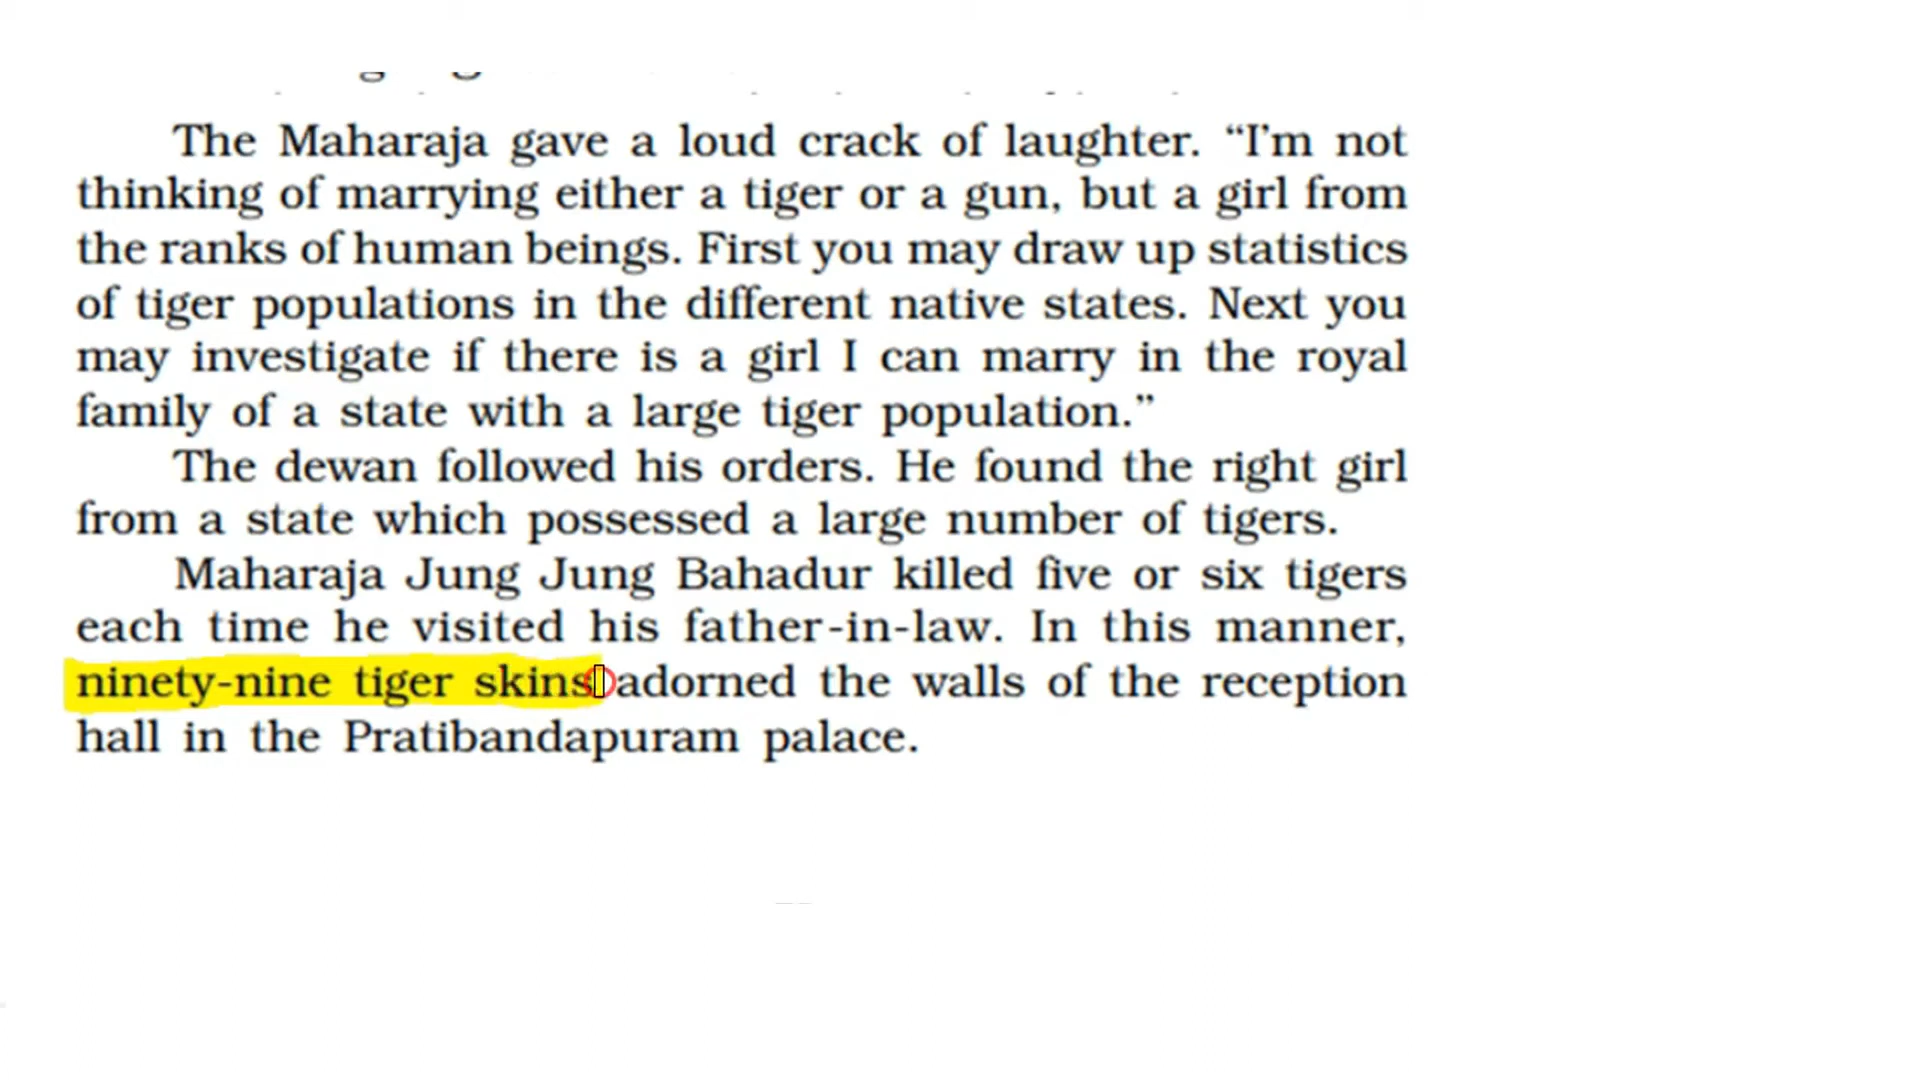 The Maharaja gave a loud crack of laughter. “I’m not
thinking of marrying either a tiger or a gun, but a girl from
the ranks of human beings. First you may draw up statistics
of tiger populations in the different native states. Next you
may investigate if there is a girl I can marry in the royal
family of a state with a large tiger population.”
The dewan followed his orders. He found the right girl
from a state which possessed a large number of tigers.
Maharaja Jung Jung Bahadur killed five or six tigers
each time he visited his father-in-law. In this manner,
ninety-nine tiger skins adorned the walls of the reception
hall in the Pratibandapuram palace.